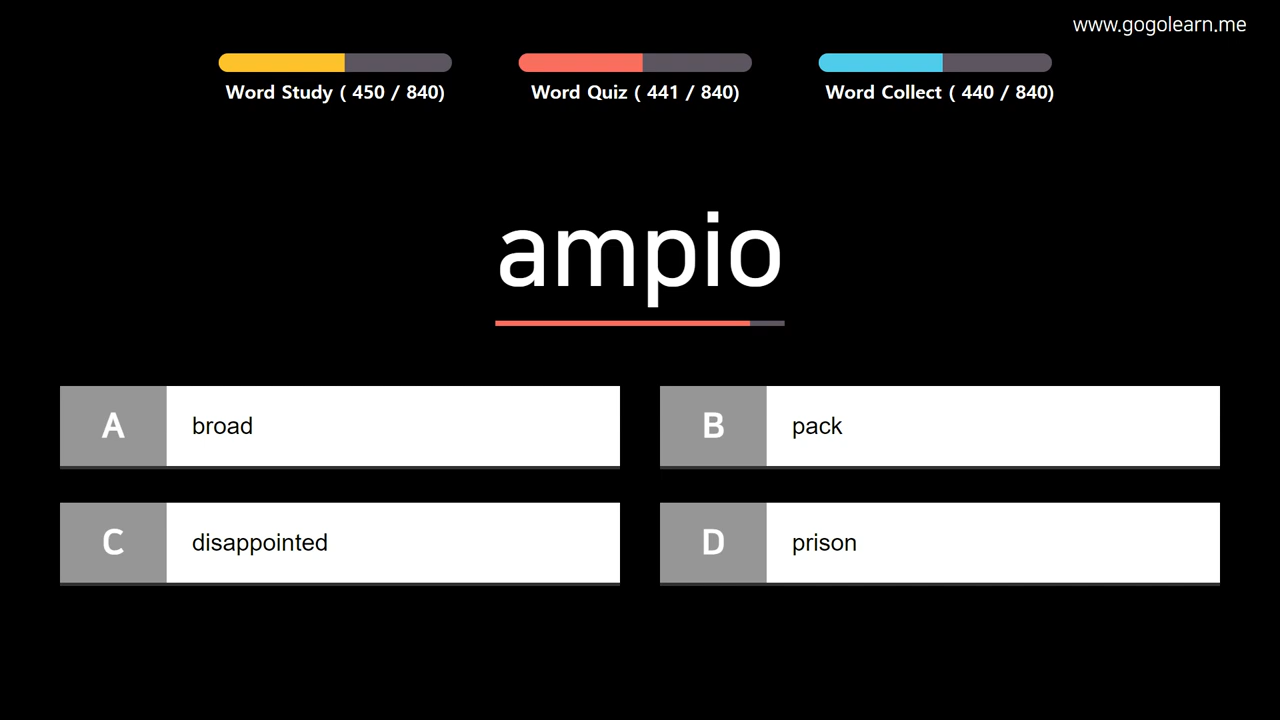 www.gogolearn.me
Word Study ( 450 / 840)
Word Quiz ( 441 / 840)
Word Collect ( 440 / 840)
ampio
A broad
B pack
C disappointed
D prison